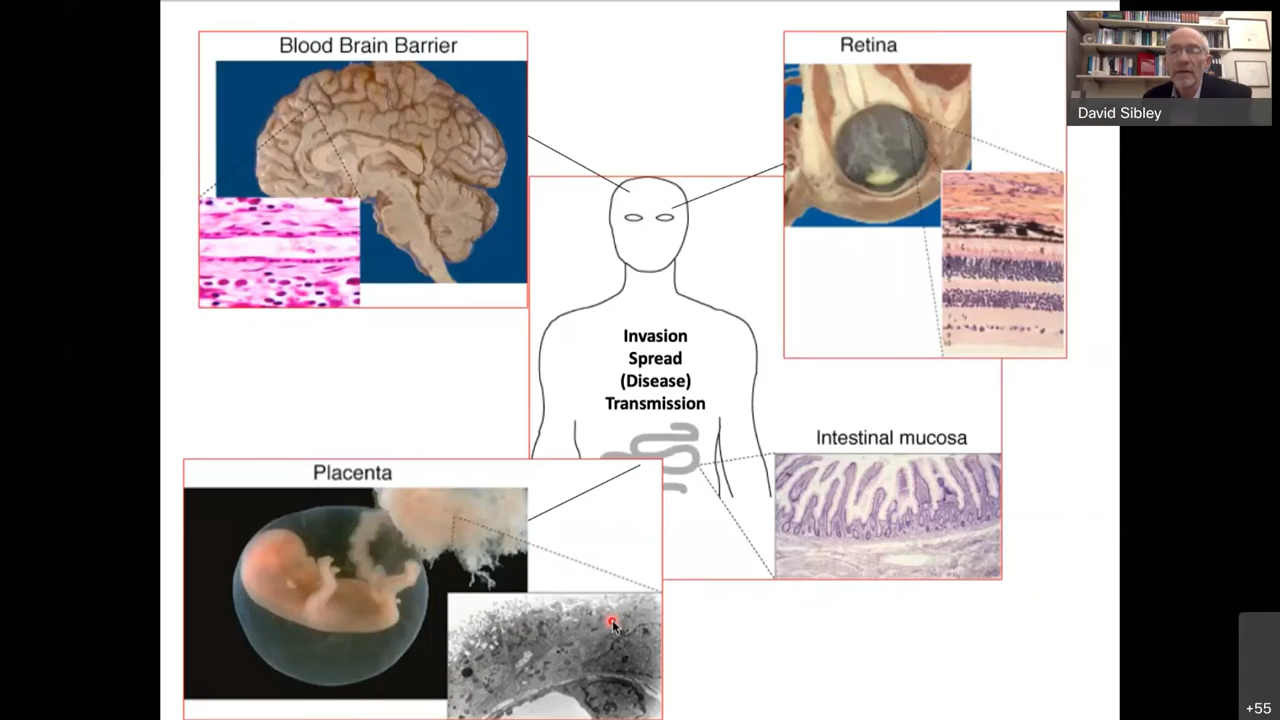 Blood Brain Barrier
Retina
David Sibley
Invasion
Spread
(Disease)
Transmission
Intestinal mucosa
Placenta
+55